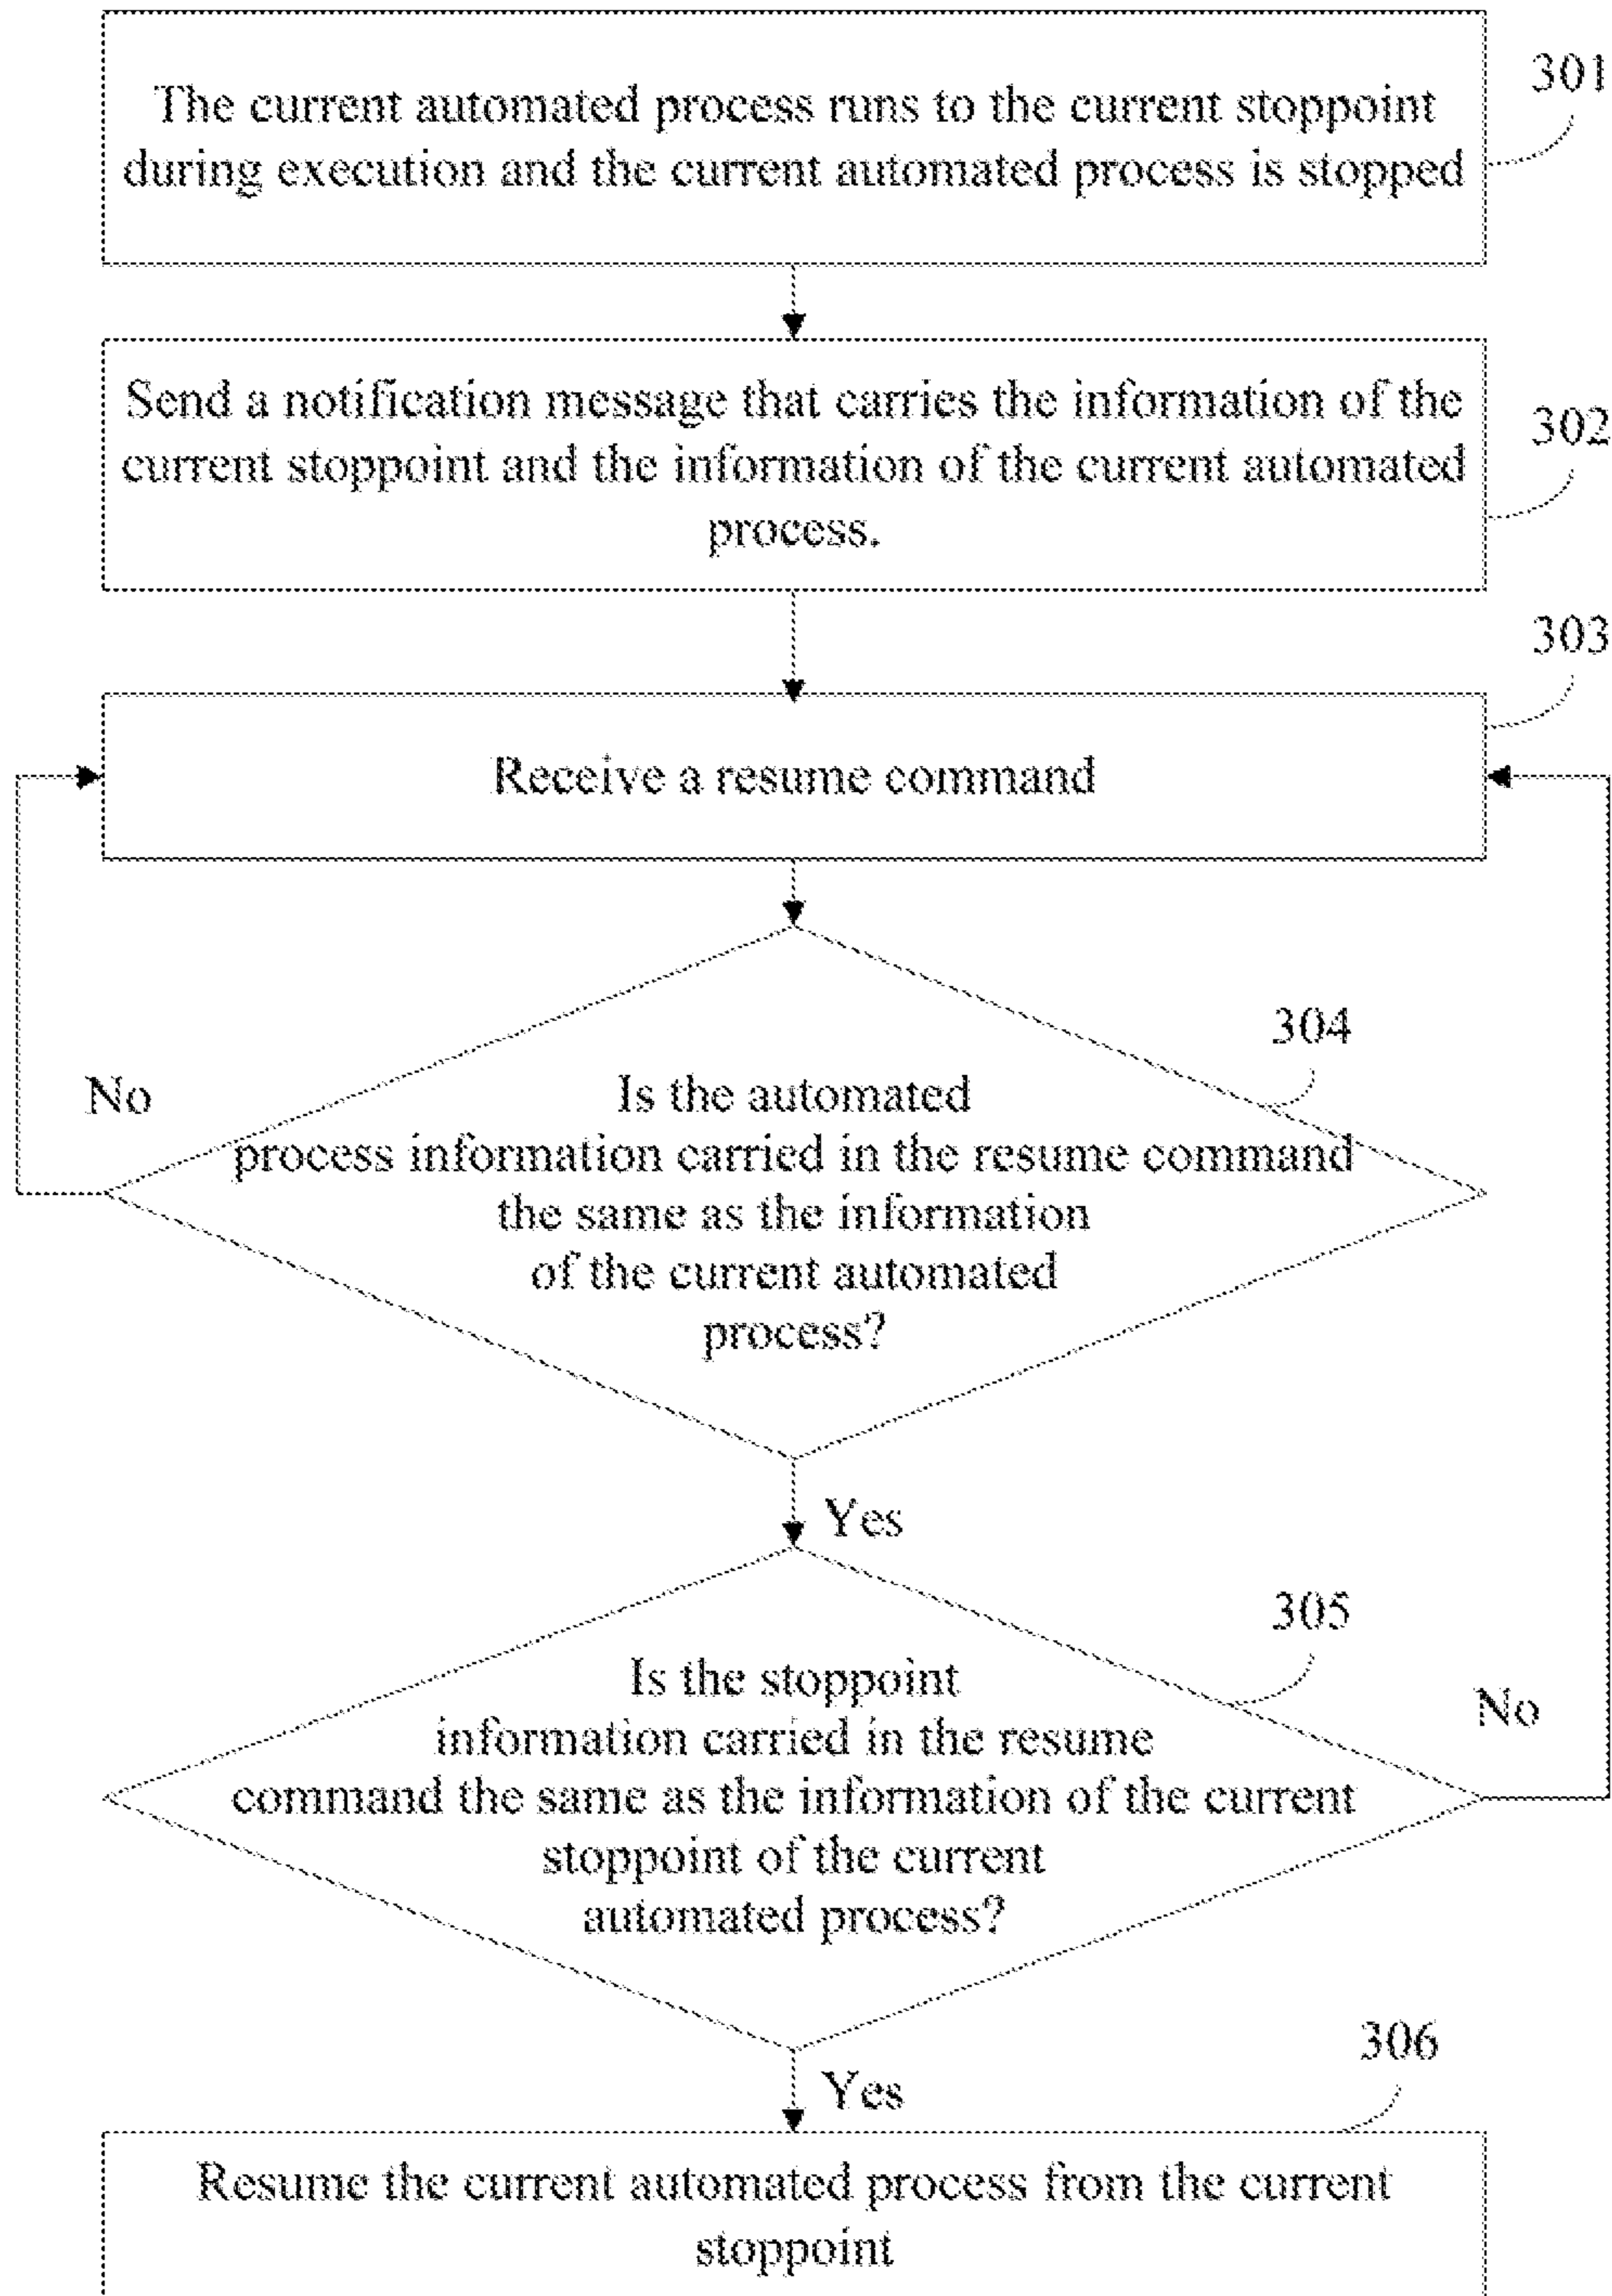 The current automated process runs to the current stoppoint
during execution and the current automated process is stopped
301
Send a notification message that carries the information of the
current stoppoint and the information of the current automated
process.
302
303
Receive a resume command
304
No
Is the automated
process information carried in the resume command
the same as the information
of the current automated
process?
Yes
305
Is the stoppoint
information carried in the resume
command the same as the information of the current
stoppoint of the current
automated process?
No
306
Yes
Resume the current automated process from the current
stoppoint